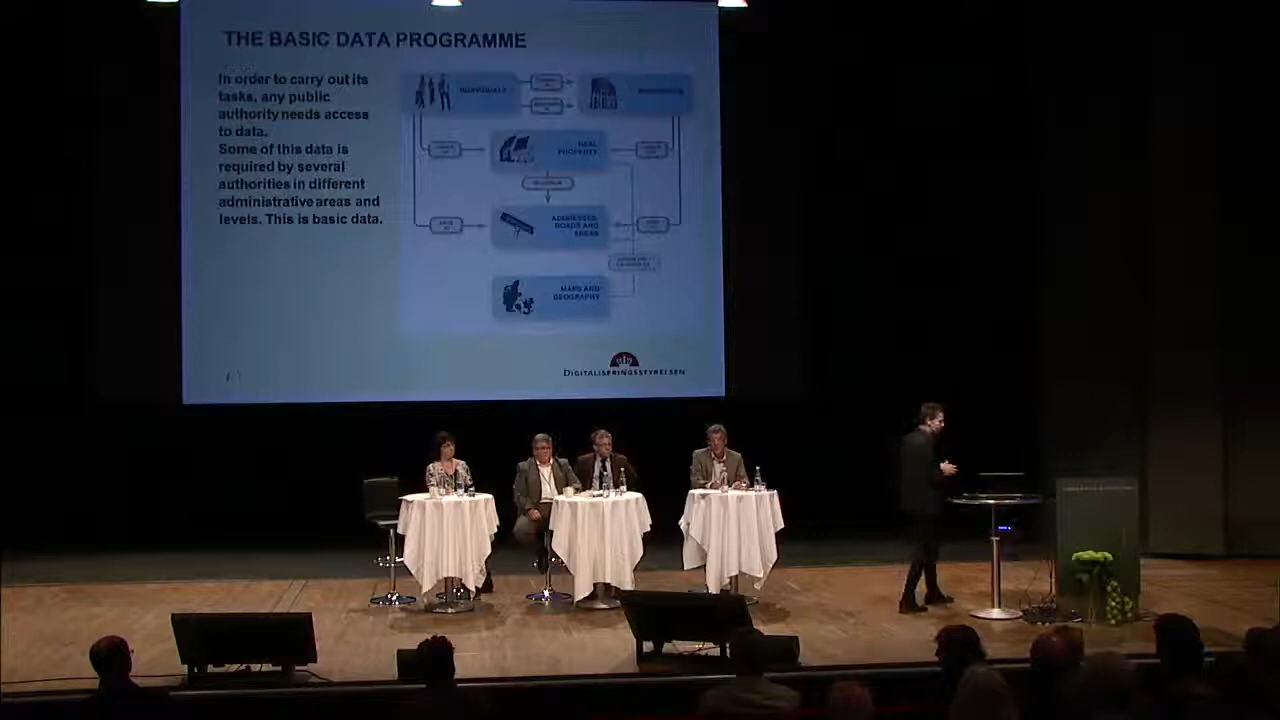 THE BASIC DATA PROGRAMME
In order to carry out its
tasks, any public
authority needs access
to data.
Some of this data is
required by several
authorities in different
administrative areas and
levels. This is basic data.
INDIVIDUALS
REAL
PROPERTY
ADDRESSES,
ROADS AND
AREAS
MAPS AND
GEOGRAPHY
DIGITALISERINGSSTYRELSEN